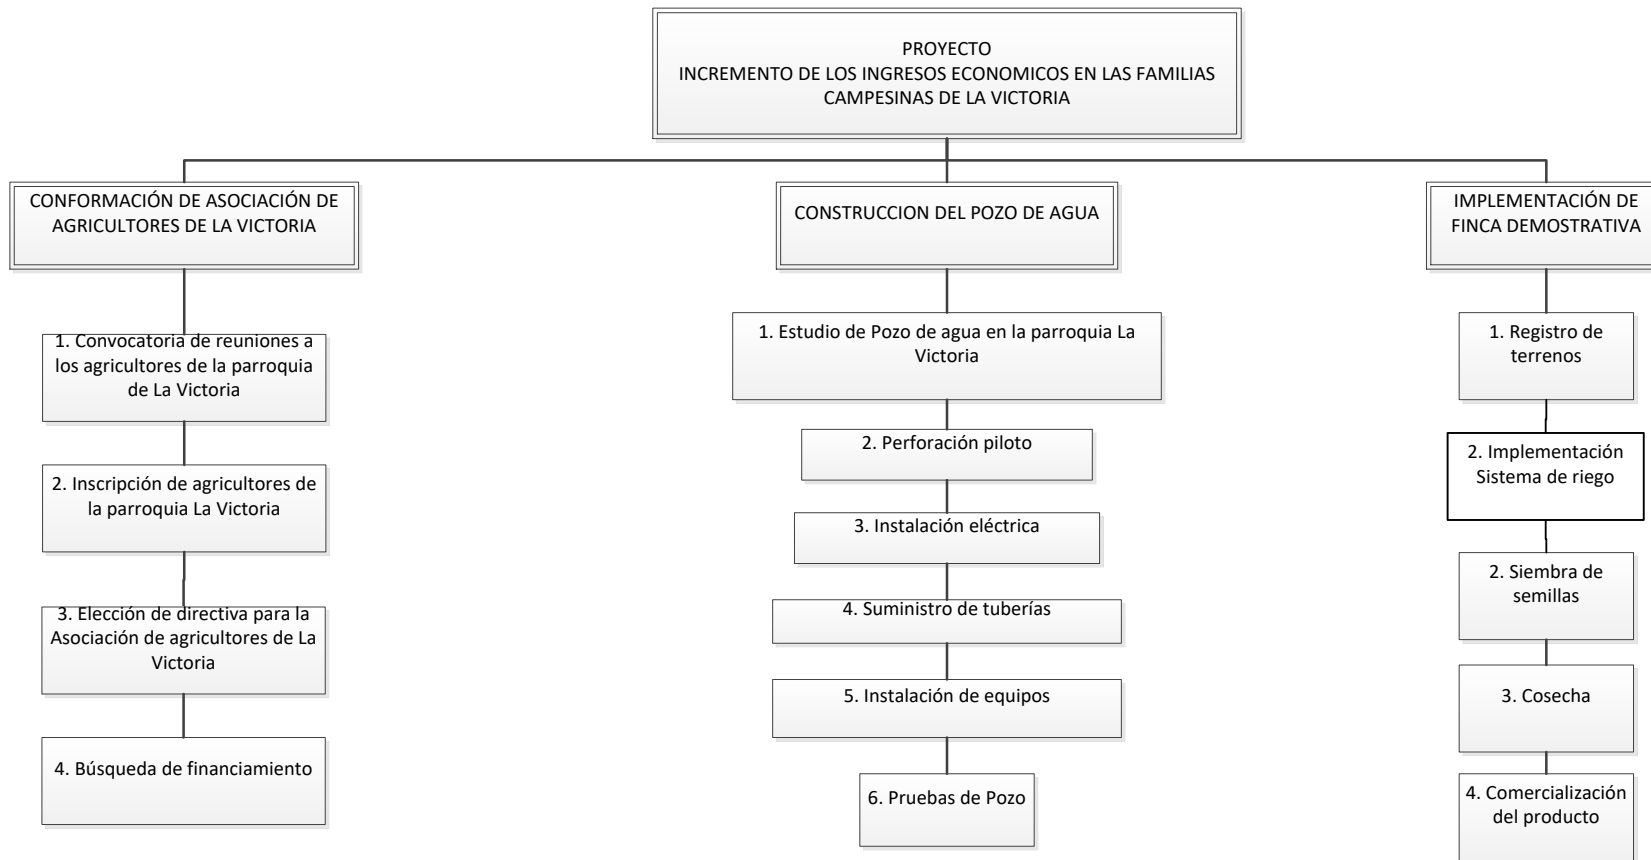 PROYECTO
INCREMENTO DE LOS INGRESOS ECONOMICOS EN LAS FAMILIAS
CAMPESINAS DE LA VICTORIA
CONFORMACIÓN DE ASOCIACIÓN DE
AGRICULTORES DE LA VICTORIA
1. Convocatoria de reuniones a
los agricultores de la parroquia
de La Victoria
2. Inscripción de agricultores de
la parroquia La Victoria
3. Elección de directiva para la
Asociación de agricultores de La
Victoria
4. Búsqueda de financiamiento
CONSTRUCCION DEL POZO DE AGUA
1. Estudio de Pozo de agua en la parroquia La
Victoria
2. Perforación piloto
3. Instalación eléctrica
4. Suministro de tuberías
5. Instalación de equipos
6. Pruebas de Pozo
IMPLEMENTACIÓN DE
FINCA DEMOSTRATIVA
1. Registro de
terrenos
2. Implementación
Sistema de riego
2. Siembra de
semillas
3. Cosecha
4. Comercialización
del producto